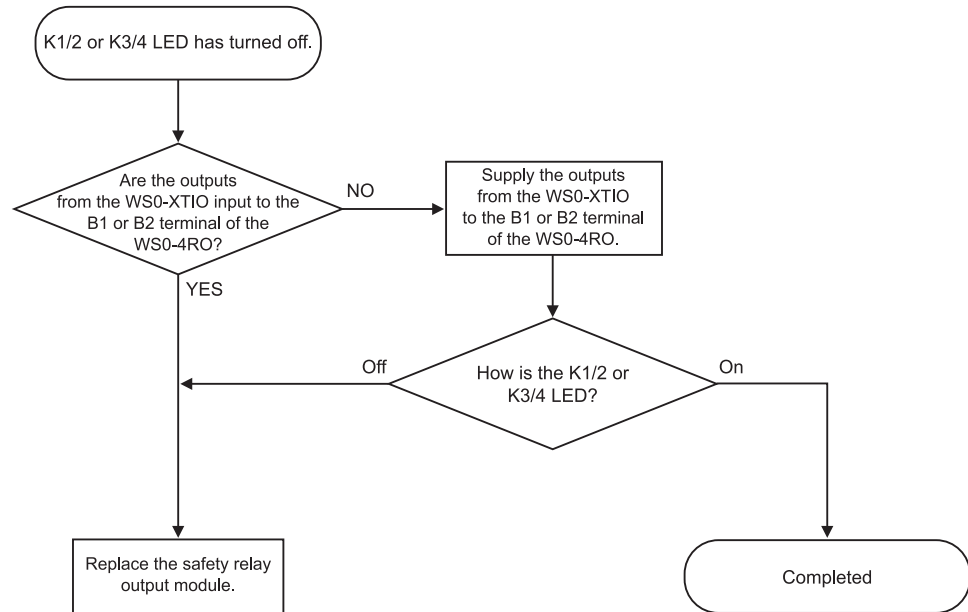 K1/2 or K3/4 LED has turned off.
Are the outputs
from the WS0-XTIO input to the
B1 or B2 terminal of the
WS0-4RO?
NO
Supply the outputs
from the WS0-XTIO
to the B1 or B2 terminal
of the WS0-4RO.
YES
Off
How is the K1/2 or
K3/4 LED?
On
Replace the safety relay
output module.
Completed